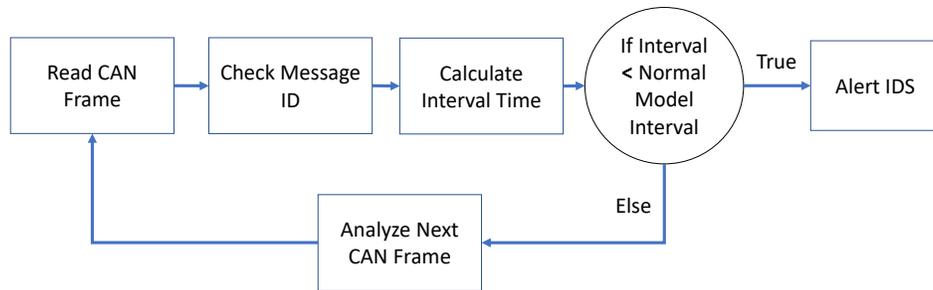 Read CAN
Frame
Check Message
ID
Calculate
Interval Time
If Interval
< Normal
Model
Interval
True
Alert IDS
Else
Analyze Next
CAN Frame